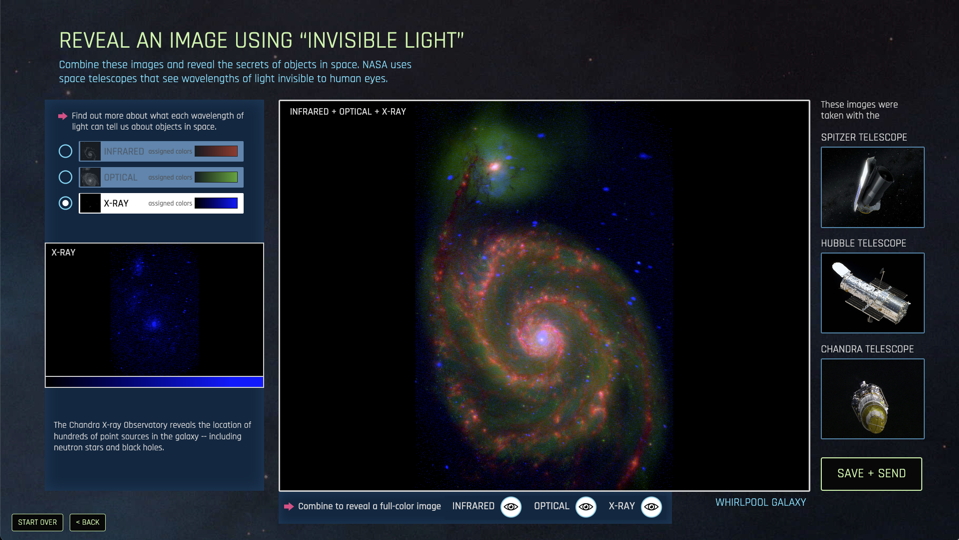 REVEAL AN IMAGE USING “INVISIBLE LIGHT”
Combine these images and reveal the secrets of objects in space. NASA uses
space telescopes that see wavelengths of light invisible to human eyes.
Find out more about what each wavelength of
light can tell us about objects in space.
INFRARED assigned colors
OPTICAL assigned colors
X-RAY assigned colors
X-RAY
The Chandra X-ray Observatory reveals the location of
hundreds of point sources in the galaxy -- including
neutron stars and black holes.
INFRARED + OPTICAL + X-RAY
Combine to reveal a full-color image INFRARED OPTICAL X-RAY
WHIRLPOOL GALAXY
These images were
taken with the
SPITZER TELESCOPE
HUBBLE TELESCOPE
CHANDRA TELESCOPE
SAVE + SEND
START OVER
< BACK